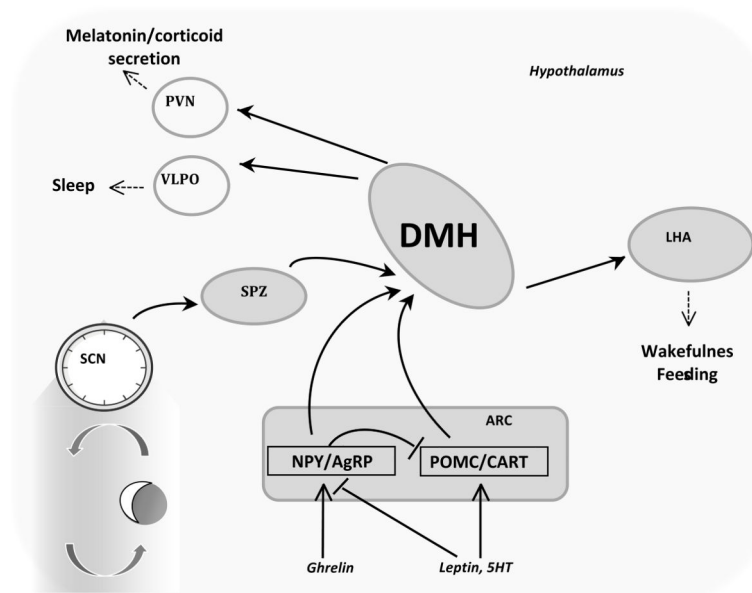 Melatonin/corticoid
secretion
Hypothalamus
PVN
VLPO
Sleep
DMH
LHA
SPZ
SCN
Wakefulnes
Feeding
ARC
NPY/AgRP
POMC/CART
Ghrelin
Leptin, 5HT